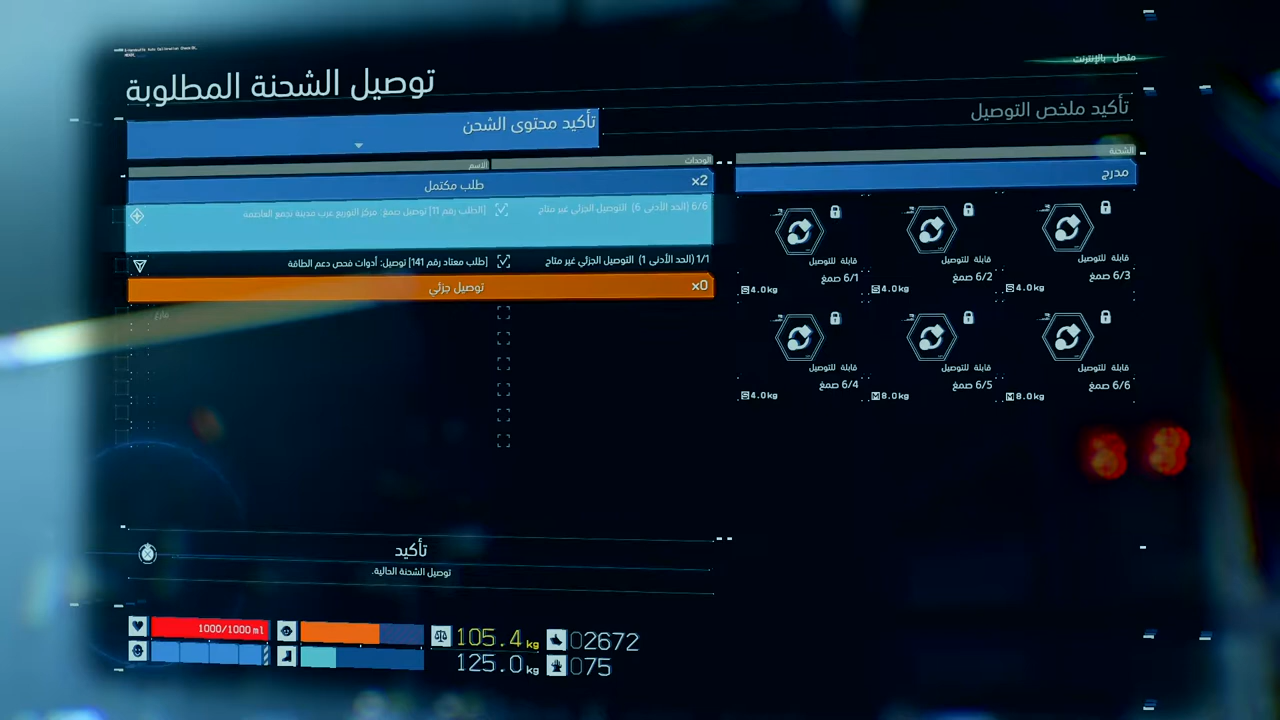 متصل بالإنترنت
توصيل الشحنة المطلوبة
تأكيد ملخص التوصيل
تأكيد محتوى الشحن
الوحدات
الاسم
الشحنة
x2
طلب مكتمل
مدرج
6/6 (الحد الأدنى 6) التوصيل الجزئي غير متاح
[الطلب رقم 11] توصيل صمغ: مركز التوزيع غرب مدينة تجمع العاصمة
1/1 (الحد الأدنى 1) التوصيل الجزئي غير متاح
[طلب معتاد رقم 141] توصيل: أدوات فحص دعم الطاقة
x0
توصيل جزئي
فارغ
قابلة للتوصيل
6/3 صمغ
S 4.0kg
قابلة للتوصيل
6/2 صمغ
S 4.0kg
قابلة للتوصيل
6/1 صمغ
S 4.0kg
قابلة للتوصيل
6/6 صمغ
M 8.0kg
قابلة للتوصيل
6/5 صمغ
M 8.0kg
قابلة للتوصيل
6/4 صمغ
S 4.0kg
تأكيد
توصيل الشحنة الحالية.
1000/1000 ml
105.4 kg
02672
125.0 kg
075